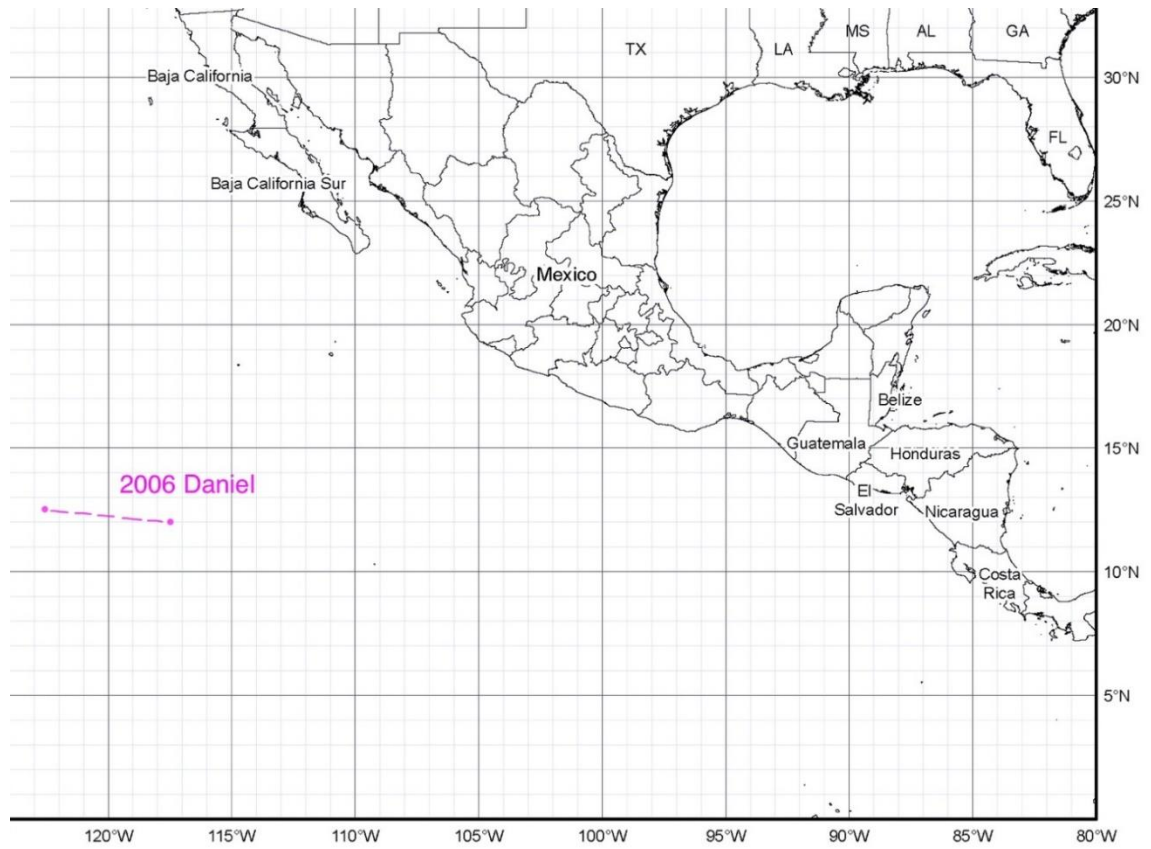 TX
LA
MS
AL
GA
Baja California
30°N
FL
Baja California Sur
25°N
Mexico
20°N
Belize
Guatemala
Honduras
15°N
2006 Daniel
El
Salvador
Nicaragua
Costa
Rica
10°N
5°N
120°W
115°W
110°W
105°W
100°W
95°W
90°W
85°W
80°W